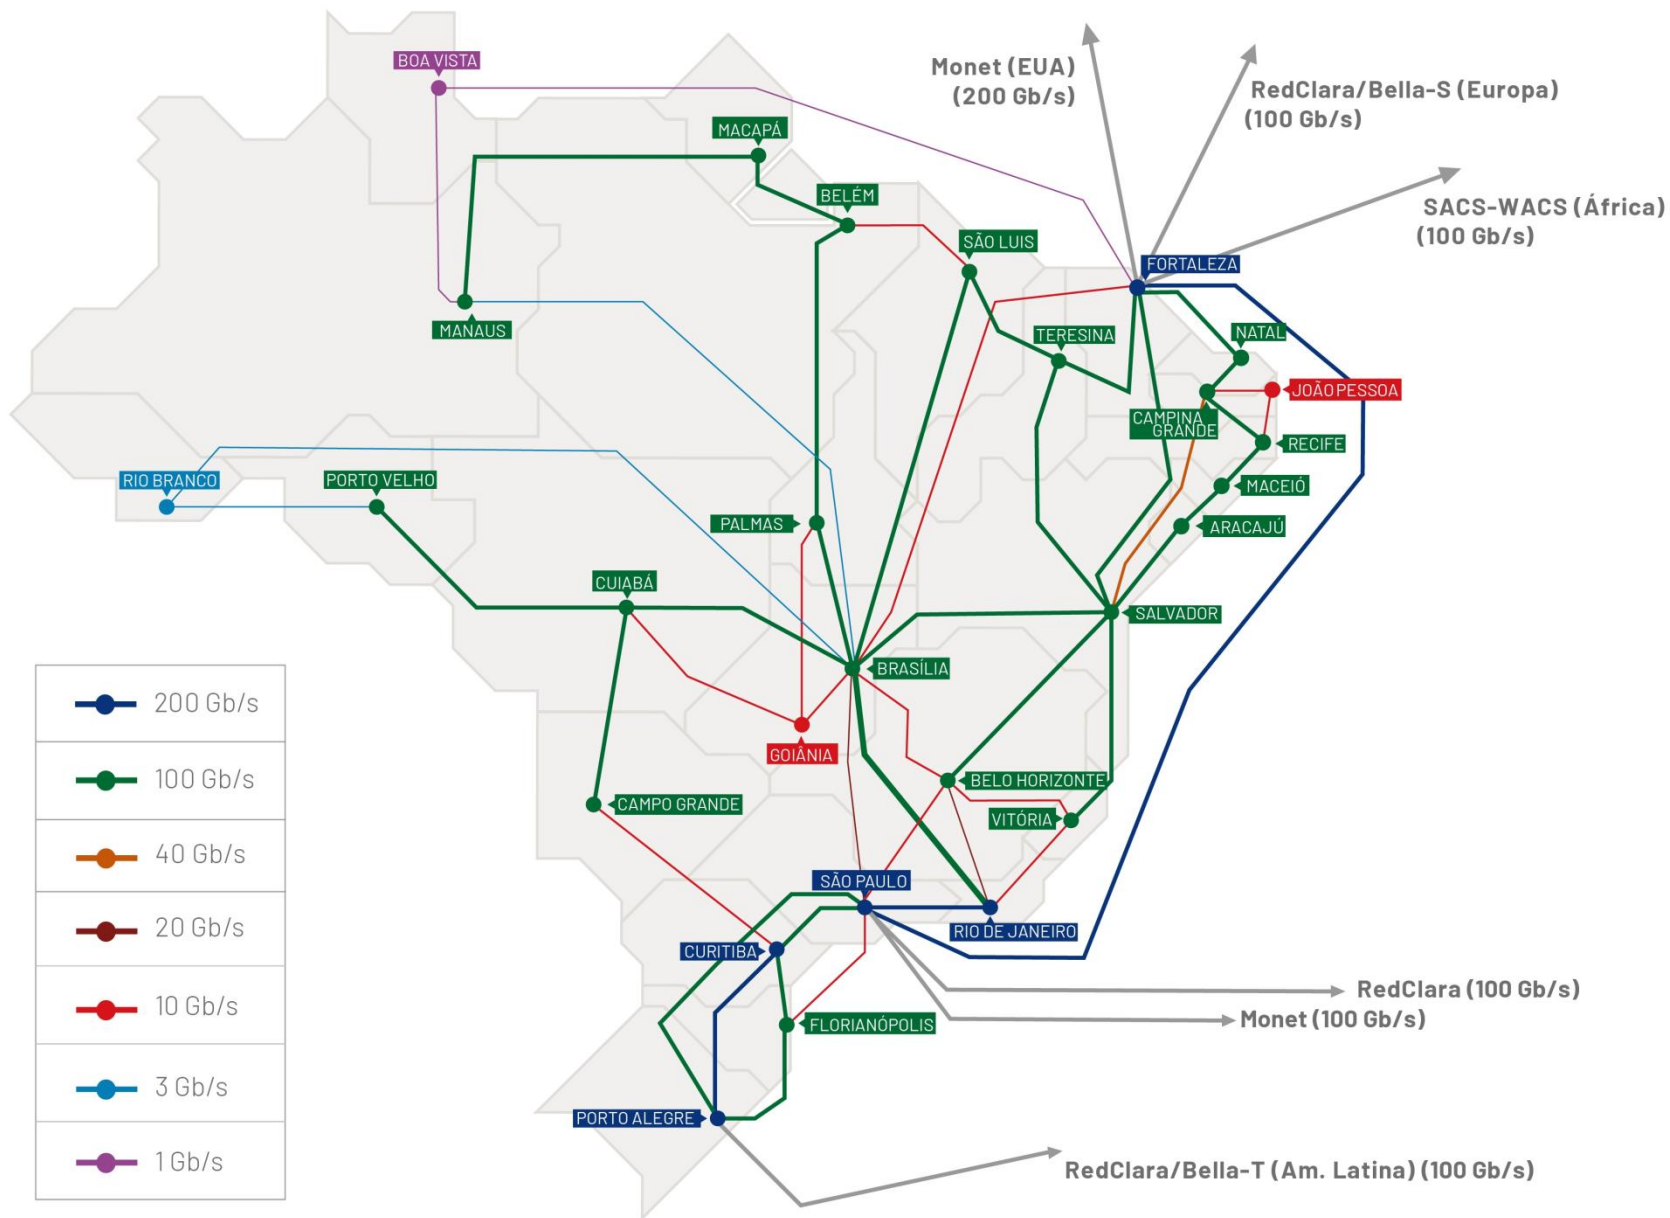 BOA VISTA
Monet (EUA)
(200 Gb/s)
RedClara/Bella-S (Europa)
(100 Gb/s)
MACAPÁ
SACS-WACS (África)
(100 Gb/s)
BELÉM
SÃO LUIS
FORTALEZA
MANAUS
TERESINA
NATAL
JOÃO PESSOA
CAMPINA
GRANDE
RECIFE
RIO BRANCO
PORTO VELHO
MACEIÓ
PALMAS
ARACAJÚ
CUIABÁ
SALVADOR
BRASÍLIA
GOIÂNIA
BELO HORIZONTE
CAMPO GRANDE
VITÓRIA
SÃO PAULO
RIO DE JANEIRO
CURITIBA
RedClara (100 Gb/s)
Monet (100 Gb/s)
FLORIANÓPOLIS
PORTO ALEGRE
RedClara/Bella-T (Am. Latina) (100 Gb/s)
200 Gb/s
100 Gb/s
40 Gb/s
20 Gb/s
10 Gb/s
3 Gb/s
1 Gb/s